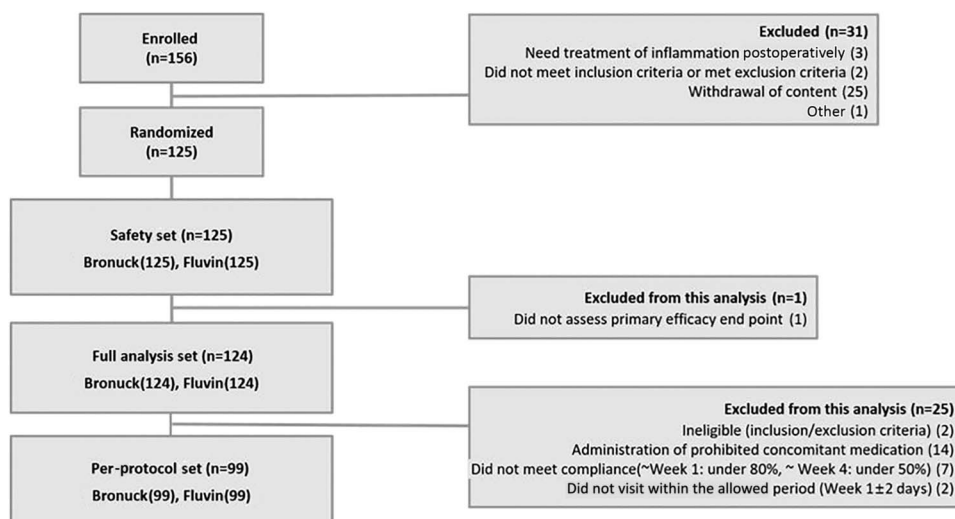 Enrolled
(n=156)
Excluded (n=31)
Need treatment of inflammation postoperatively (3)
Did not meet inclusion criteria or met exclusion criteria (2)
Withdrawal of content (25)
Other (1)
Randomized
(n=125)
Safety set (n=125)
Bronuck(125), Fluvin(125)
Excluded from this analysis (n=1)
Did not assess primary efficacy end point (1)
Full analysis set (n=124)
Bronuck(124), Fluvin(124)
Excluded from this analysis (n=25)
Ineligible (inclusion/exclusion criteria) (2)
Administration of prohibited concomitant medication (14)
Did not meet compliance(~Week 1: under 80%, ~ Week 4: under 50%) (7)
Did not visit within the allowed period (Week 1±2 days) (2)
Per-protocol set (n=99)
Bronuck(99), Fluvin(99)